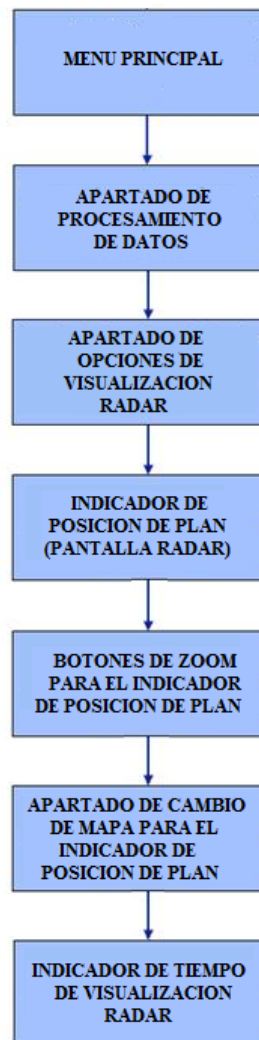 MENU PRINCIPAL
APARTADO DE
PROCESAMIENTO
DE DATOS
APARTADO DE
OPCIONES DE
VISUALIZACION
RADAR
INDICADOR DE
POSICION DE PLAN
(PANTALLA RADAR)
BOTONES DE ZOOM
PARA EL INDICADOR
DE POSICION DE PLAN
APARTADO DE CAMBIO
DE MAPA PARA EL
INDICADOR DE
POSICION DE PLAN
INDICADOR DE TIEMPO
DE VISUALIZACION
RADAR